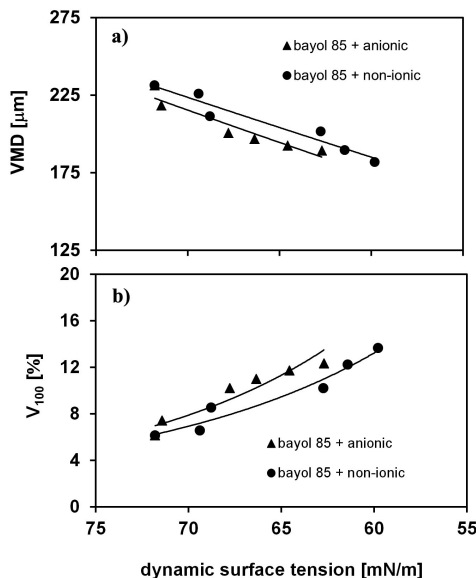 275
a)
bayol 85 + anionic
bayol 85 + non-ionic
225
VMD [µm]
175
125
20
b)
16
12
V100 [%]
8
bayol 85 + anionic
4
bayol 85 + non-ionic
0
75 70 65 60 55
dynamic surface tension [mN/m]